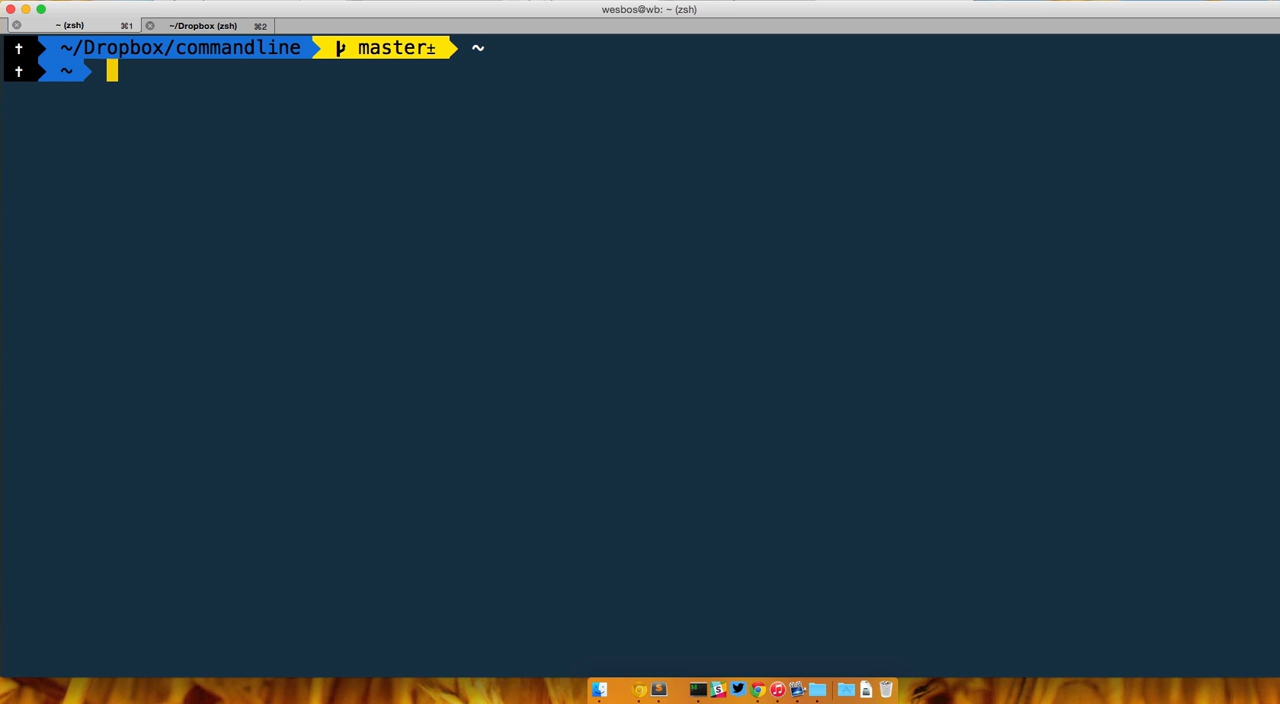 wesbos@wb: ~ (zsh)
~ (zsh) ⌘1 ~/Dropbox (zsh) ⌘2
✝ ~/Dropbox/commandline master± ~
✝ ~